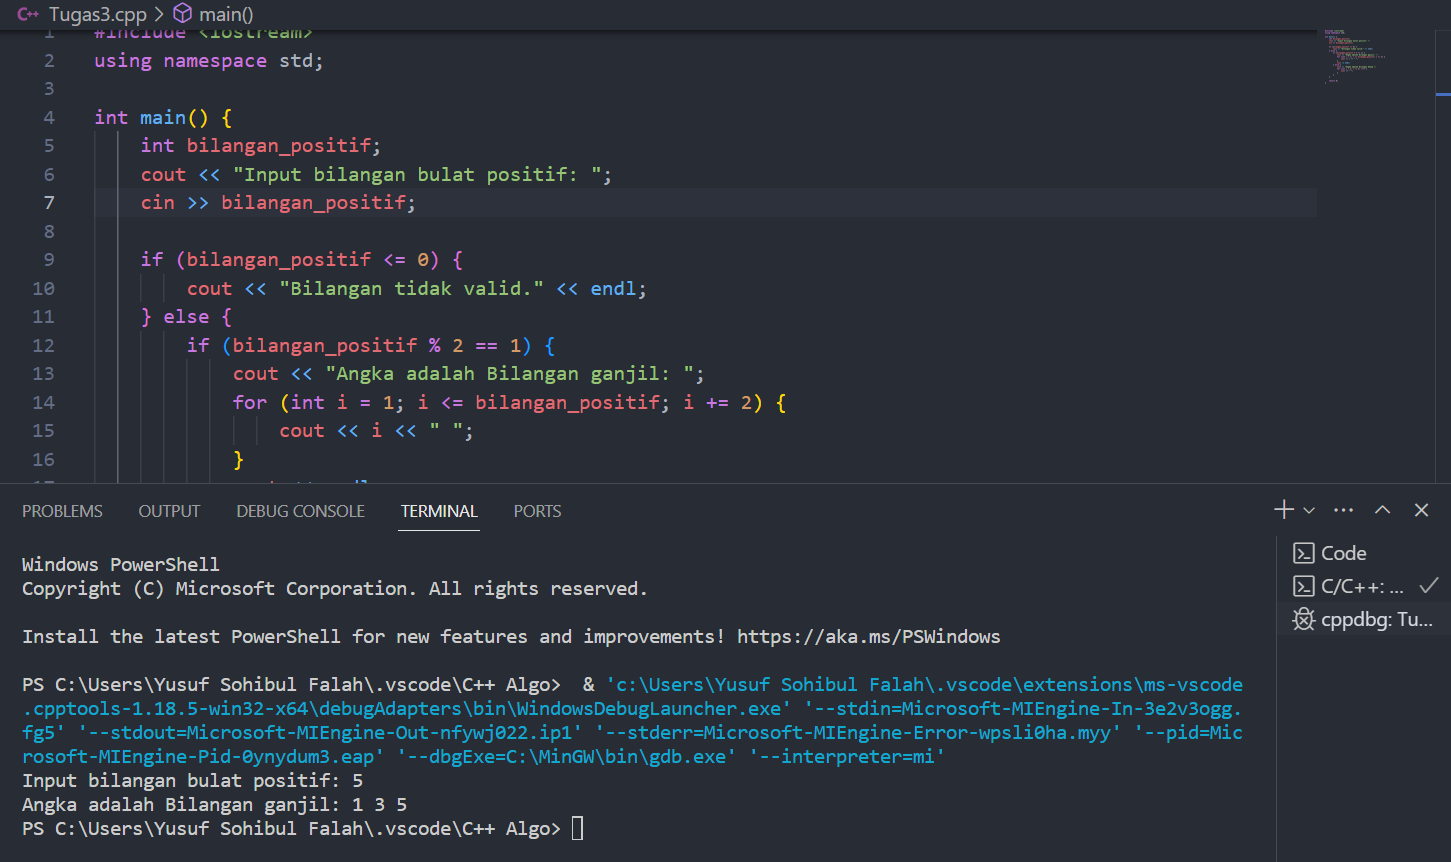 Tugas3.cpp > main()
1 #include <iostream>
2 using namespace std;
3
4 int main() {
5 int bilangan_positif;
6 cout << "Input bilangan bulat positif: ";
7 cin >> bilangan_positif;
8
9 if (bilangan_positif <= 0) {
10 cout << "Bilangan tidak valid." << endl;
11 } else {
12 if (bilangan_positif % 2 == 1) {
13 cout << "Angka adalah Bilangan ganjil: ";
14 for (int i = 1; i <= bilangan_positif; i += 2) {
15 cout << i << " ";
16 }
PROBLEMS OUTPUT DEBUG CONSOLE TERMINAL PORTS
Windows PowerShell
Copyright (C) Microsoft Corporation. All rights reserved.
Install the latest PowerShell for new features and improvements! https://aka.ms/PSWindows
PS C:\Users\Yusuf Sohibul Falah\.vscode\C++ Algo>  & 'c:\Users\Yusuf Sohibul Falah\.vscode\extensions\ms-vscode
.cpptools-1.18.5-win32-x64\debugAdapters\bin\WindowsDebugLauncher.exe' '--stdin=Microsoft-MIEngine-In-3e2v3ogg.
fg5' '--stdout=Microsoft-MIEngine-Out-nfywj022.ip1' '--stderr=Microsoft-MIEngine-Error-wpsli0ha.myy' '--pid=Mic
rosoft-MIEngine-Pid-0ynydum3.eap' '--dbgExe=C:\MinGW\bin\gdb.exe' '--interpreter=mi'
Input bilangan bulat positif: 5
Angka adalah Bilangan ganjil: 1 3 5
PS C:\Users\Yusuf Sohibul Falah\.vscode\C++ Algo>
Code
C/C++: ...
cppdbg: Tu...